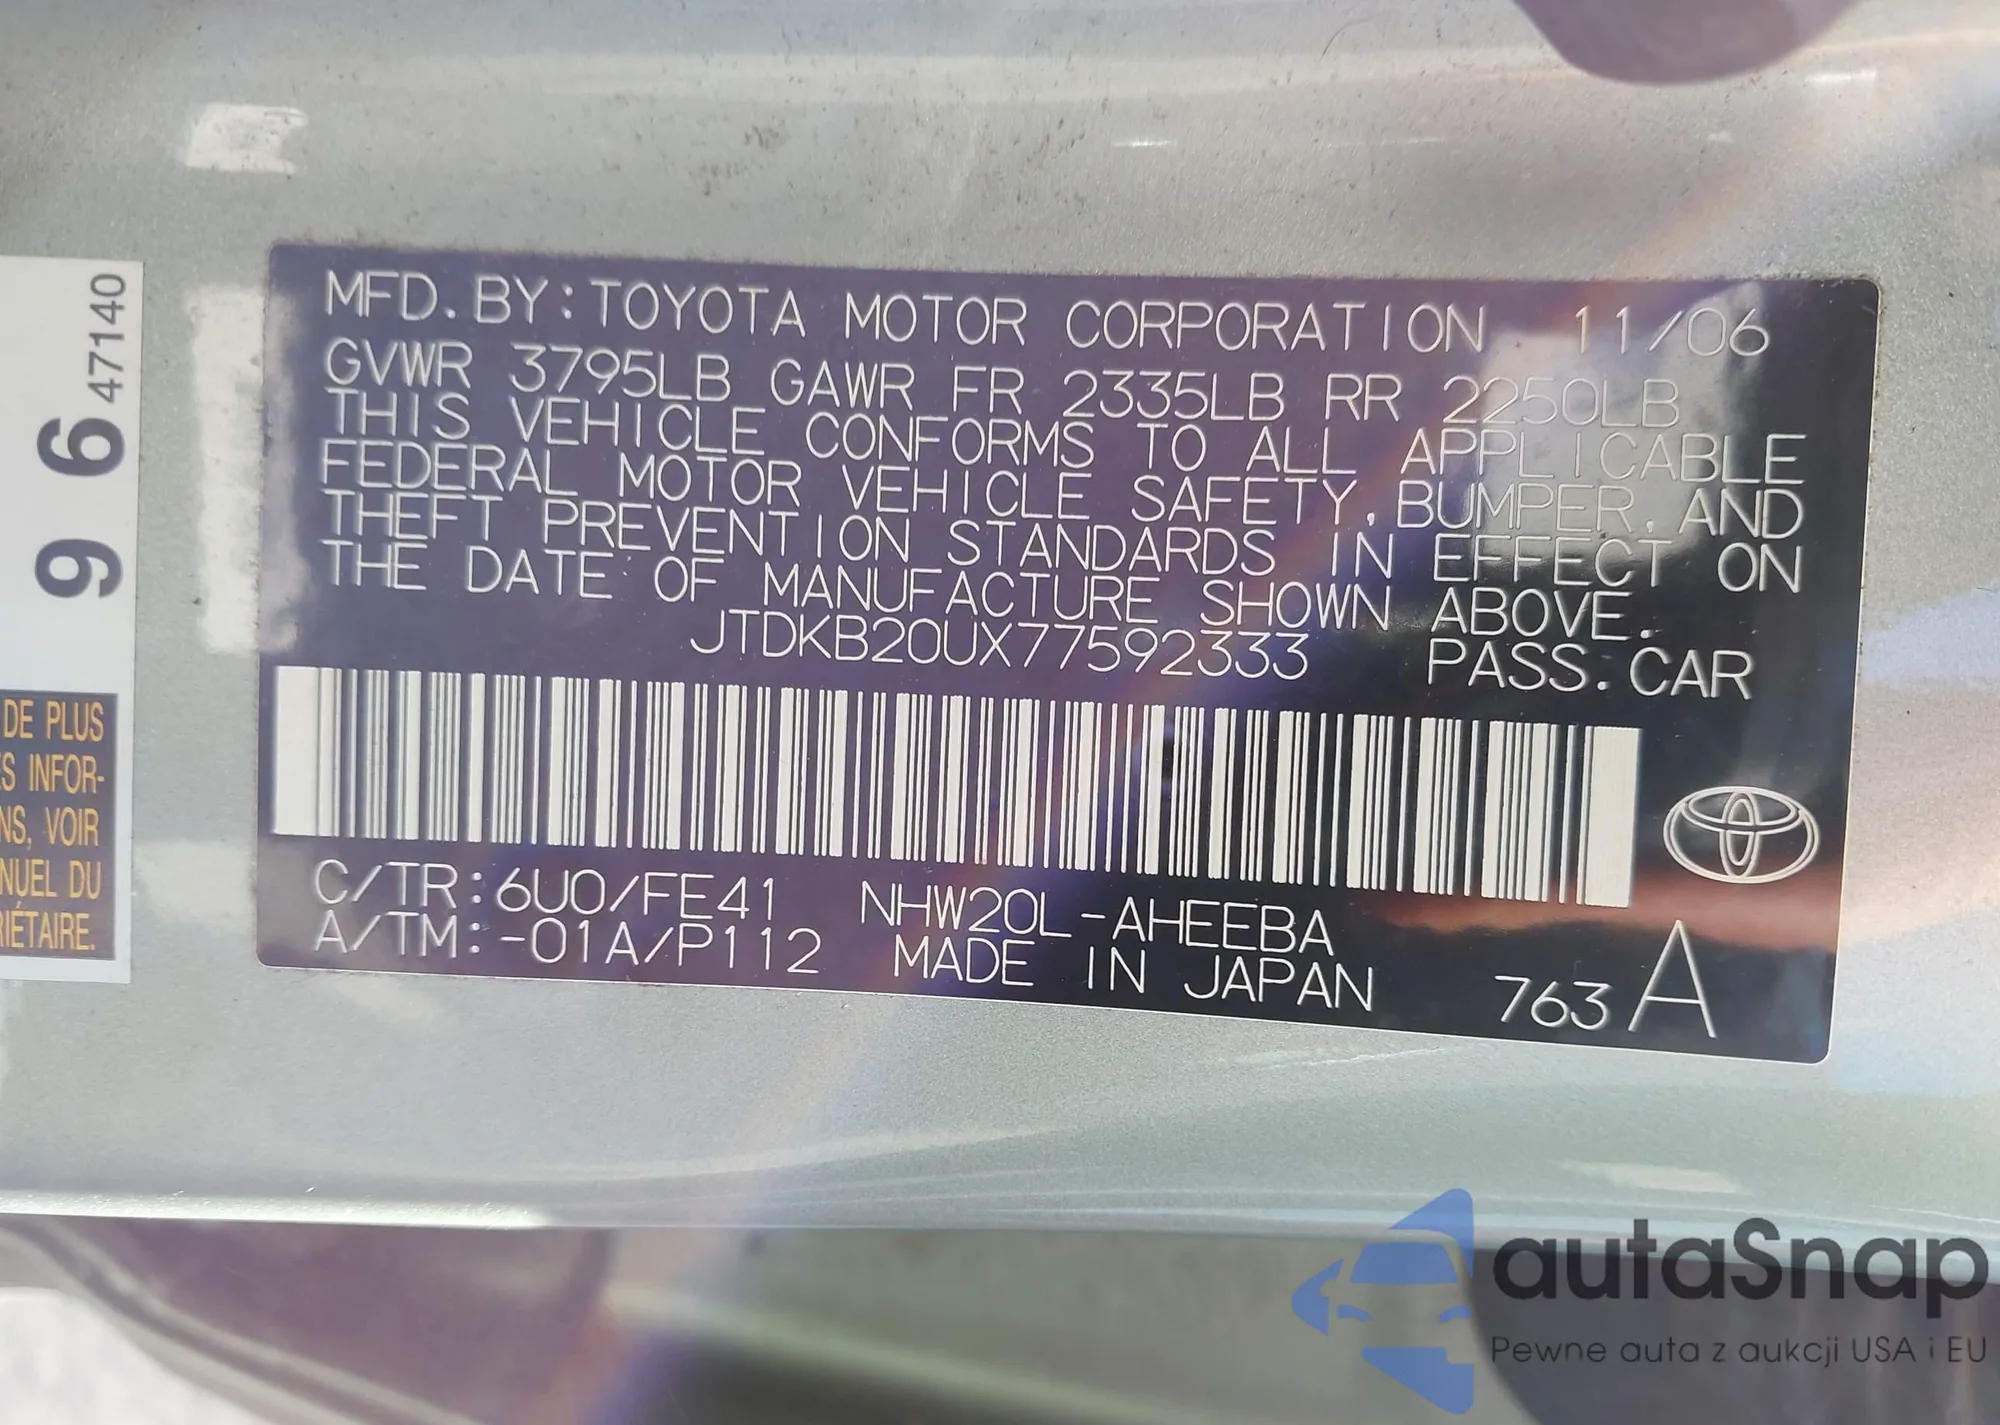 MFD. BY: TOYOTA MOTOR CORPORATION 11/06
GVWR 3795LB GAWR FR 2335LB RR 2250LB
THIS VEHICLE CONFORMS TO ALL APPLICABLE
FEDERAL MOTOR VEHICLE SAFETY, BUMPER, AND
THEFT PREVENTION STANDARDS IN EFFECT ON
THE DATE OF MANUFACTURE SHOWN ABOVE.
JTDKB20UX77592333 PASS. CAR
C/TR: 6U0/FE41 NHW20L-AHEEBA
A/TM: -01A/P112 MADE IN JAPAN 763 A
9 6 47140
DE PLUS
ES INFOR-
NS, VOIR
NUEL DU
RIÉTAIRE.
autaSnap
Pewne auta z aukcji USA i EU